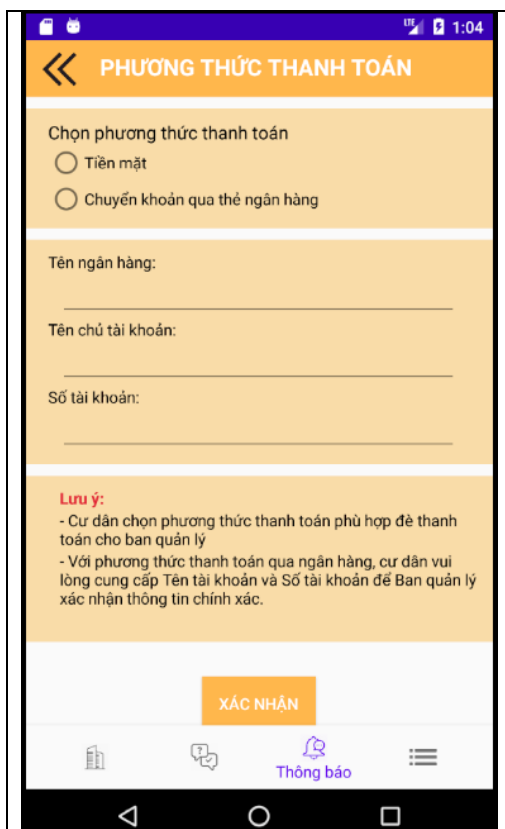 LTE 1:04
PHƯƠNG THỨC THANH TOÁN
Chọn phương thức thanh toán
Tiền mặt
Chuyển khoản qua thẻ ngân hàng
Tên ngân hàng:
Tên chủ tài khoản:
Số tài khoản:
Lưu ý:
- Cư dân chọn phương thức thanh toán phù hợp đè thanh
toán cho ban quản lý
- Với phương thức thanh toán qua ngân hàng, cư dân vui
lòng cung cấp Tên tài khoản và Số tài khoản để Ban quản lý
xác nhận thông tin chính xác.
XÁC NHẬN
Thông báo